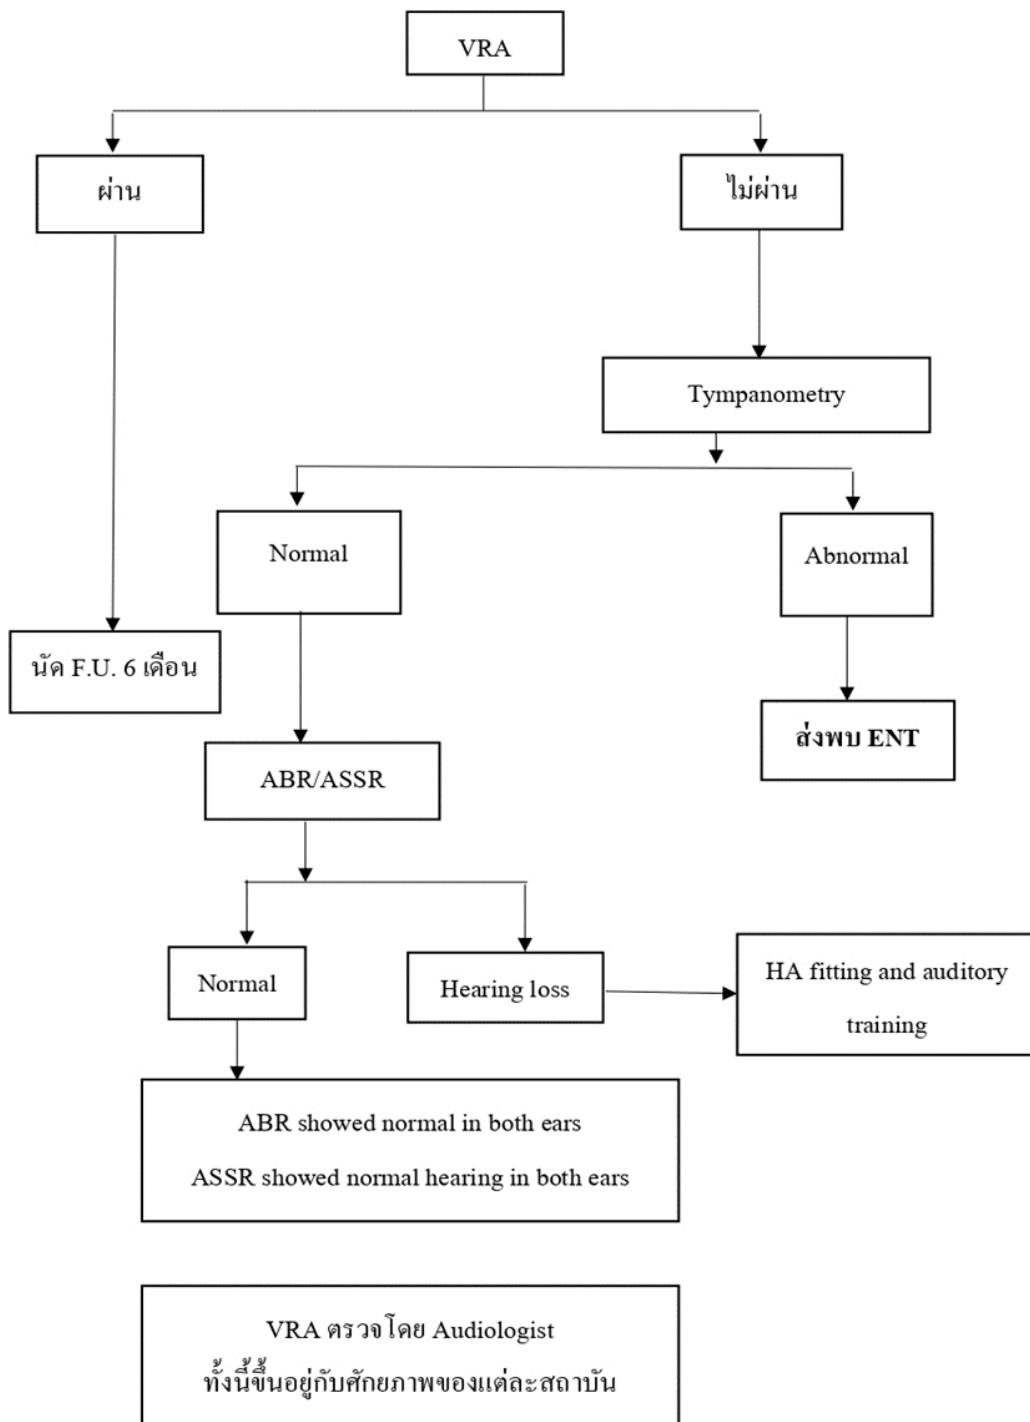 VRA
ผ่าน
ไม่ผ่าน
Tympanometry
Normal
Abnormal
นัด F.U. 6 เดือน
ส่งพบ ENT
ABR/ASSR
Normal
Hearing loss
HA fitting and auditory
training
ABR showed normal in both ears
ASSR showed normal hearing in both ears
VRA ตรวจโดย Audiologist
ทั้งนี้ขึ้นอยู่กับศักยภาพของแต่ละสถาบัน